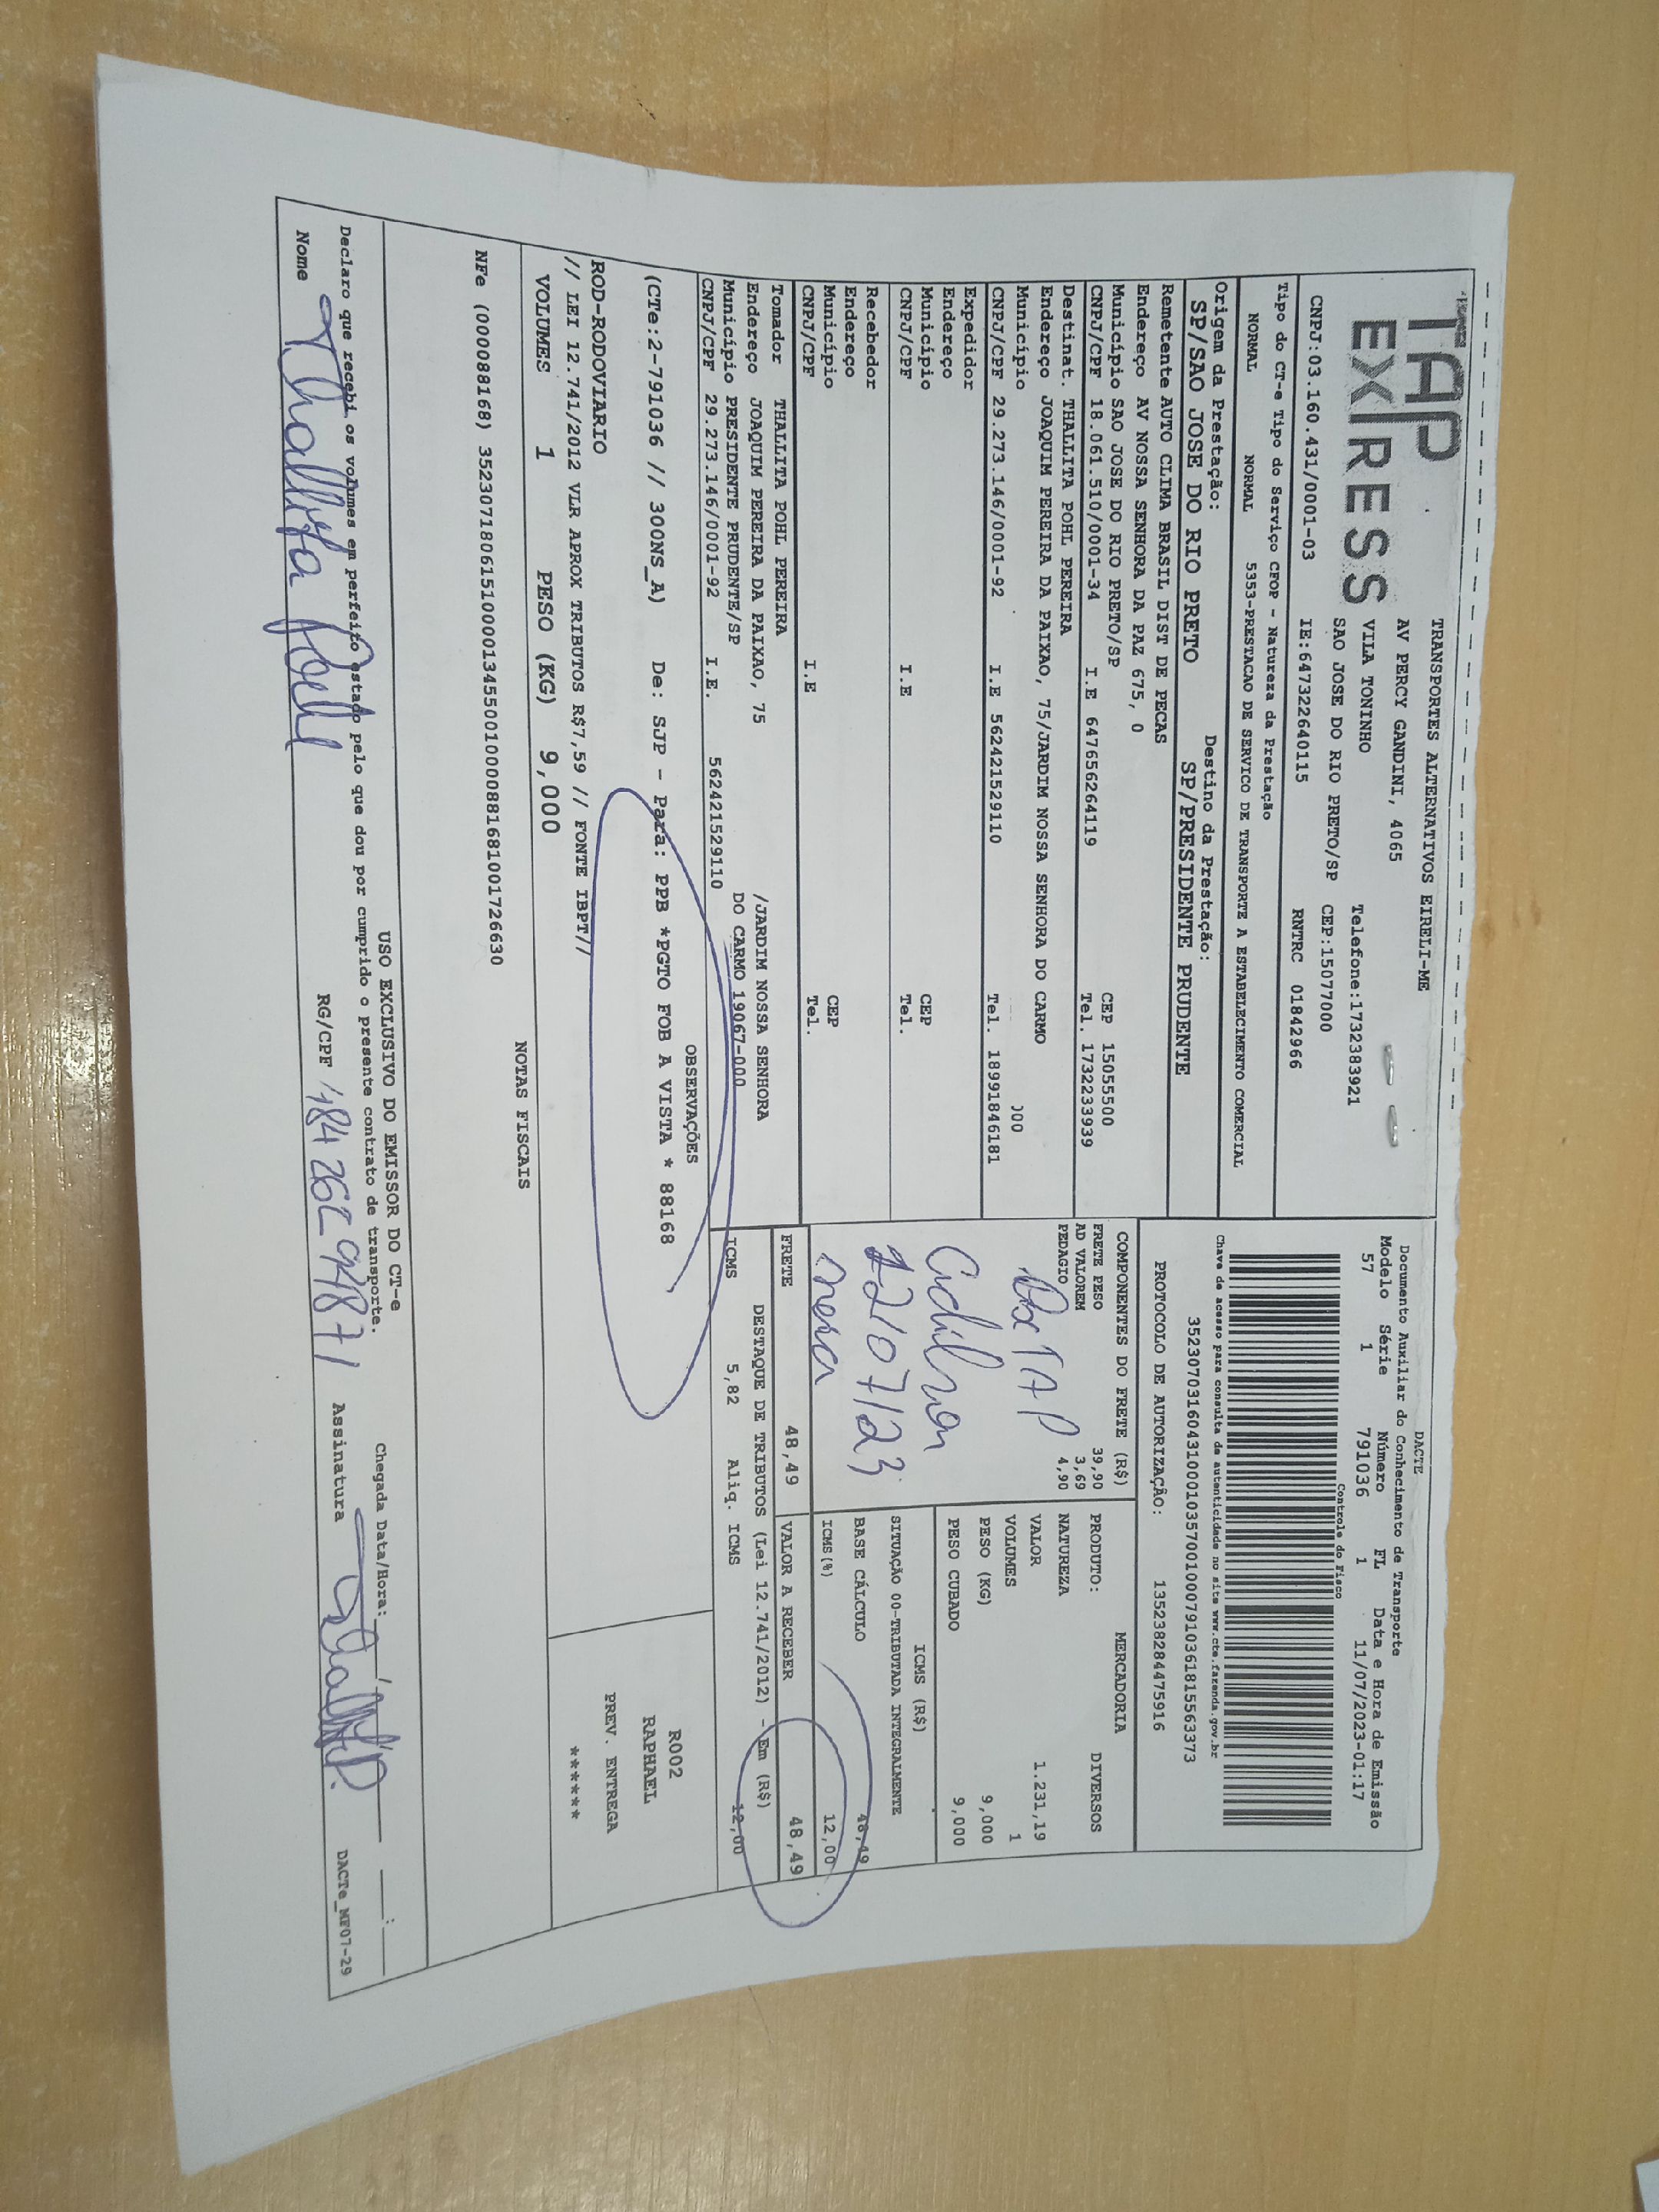 TAP
EXPRESS
TRANSPORTES ALTERNATIVOS EIRELI-ME
AV PERCY GANDINI, 4065
VILA TONINHO
Telefone:1732383921
SAO JOSE DO RIO PRETO/SP CEP:15077000
CNPJ:03.160.431/0001-03 IE:647322640115 RNTRC 01842966
Tipo do CT-e Tipo do Serviço CFOP - Natureza da Prestação
NORMAL NORMAL 5353-PRESTACAO DE SERVICO DE TRANSPORTE A ESTABELECIMENTO COMERCIAL
Origem da Prestação: Destino da Prestação:
SP/SAO JOSE DO RIO PRETO SP/PRESIDENTE PRUDENTE
DACTE
Documento Auxiliar do Conhecimento de Transporte
Modelo Série Número FL Data e Hora de Emissão
57 1 791036 1 11/07/2023-01:17
Controle do Fisco
Chave de acesso para consulta de autenticidade no site www.cte.fazenda.gov.br
35230703160431000103570010007910361815563373
PROTOCOLO DE AUTORIZAÇÃO: 135238284475916
Remetente AUTO CLIMA BRASIL DIST DE PECAS
Endereço AV NOSSA SENHORA DA PAZ 675, 0
Município SAO JOSE DO RIO PRETO/SP CEP 15055500
CNPJ/CPF 18.061.510/0001-34 I.E 647656264119 Tel. 1732233939
Destinat. THALLITA POHL PEREIRA
Endereço JOAQUIM PEREIRA DA PAIXAO, 75/JARDIM NOSSA SENHORA DO CARMO
Município 000
CNPJ/CPF 29.273.146/0001-92 I.E 562421529110 Tel. 18991846181
Expedidor
Endereço
Município CEP
CNPJ/CPF I.E Tel.
Recebedor
Endereço
Município CEP
CNPJ/CPF I.E Tel.
Tomador THALLITA POHL PEREIRA
Endereço JOAQUIM PEREIRA DA PAIXAO, 75 /JARDIM NOSSA SENHORA
Município PRESIDENTE PRUDENTE/SP DO CARMO 19067-000
CNPJ/CPF 29.273.146/0001-92 I.E. 562421529110
COMPONENTES DO FRETE (R$)
FRETE PESO 39,90
AD VALOREM 3,69
PEDAGIO 4,90
TAP
22/07/23
MERCADORIA
PRODUTO: DIVERSOS
NATUREZA
VALOR 1.231,19
VOLUMES 1
PESO (KG) 9,000
PESO CUBADO 9,000
ICMS (R$)
SITUAÇÃO 00-TRIBUTADA INTEGRALMENTE
BASE CÁLCULO 48,49
ICMS(%) 12,00
FRETE 48,49 VALOR A RECEBER 48,49
DESTAQUE DE TRIBUTOS (Lei 12.741/2012) - Em (R$)
ICMS 5,82 Aliq. ICMS 12,00
OBSERVAÇÕES
(CTe:2-791036 // 300NS_A) De: SJP - Para: PPB *PGTO FOB A VISTA * 88168
R002
RAPHAEL
ROD-RODOVIARIO
// LEI 12.741/2012 VLR APROX TRIBUTOS R$7,59 // FONTE IBPT//
PREV. ENTREGA
******
VOLUMES 1 PESO (KG) 9,000
NOTAS FISCAIS
NFe (000088168) 35230718061510000134550010000881681001726630
USO EXCLUSIVO DO EMISSOR DO CT-e
Declaro que recebi os volumes em perfeito estado pelo que dou por cumprido o presente contrato de transporte.
Chegada Data/Hora: ___ ___:___
Nome Thallita Poehl RG/CPF Assinatura
DACTe_MF07-29